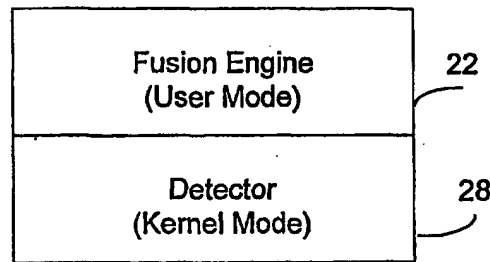 Fusion Engine
(User Mode)
22
Detector
(Kernel Mode)
28